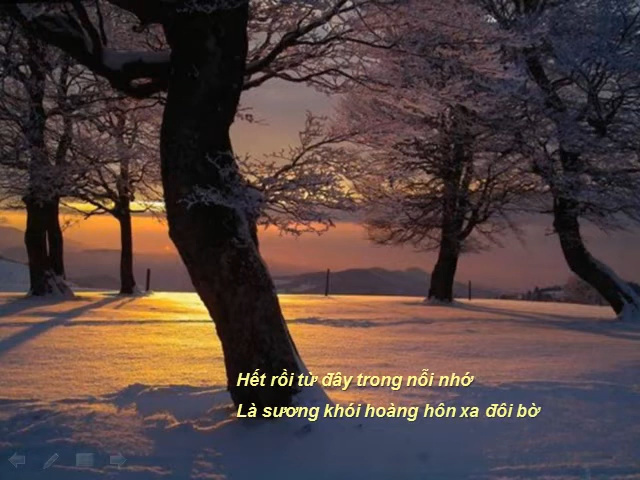 Hết rồi từ đây trong nỗi nhớ
Là sương khói hoàng hôn xa đôi bờ